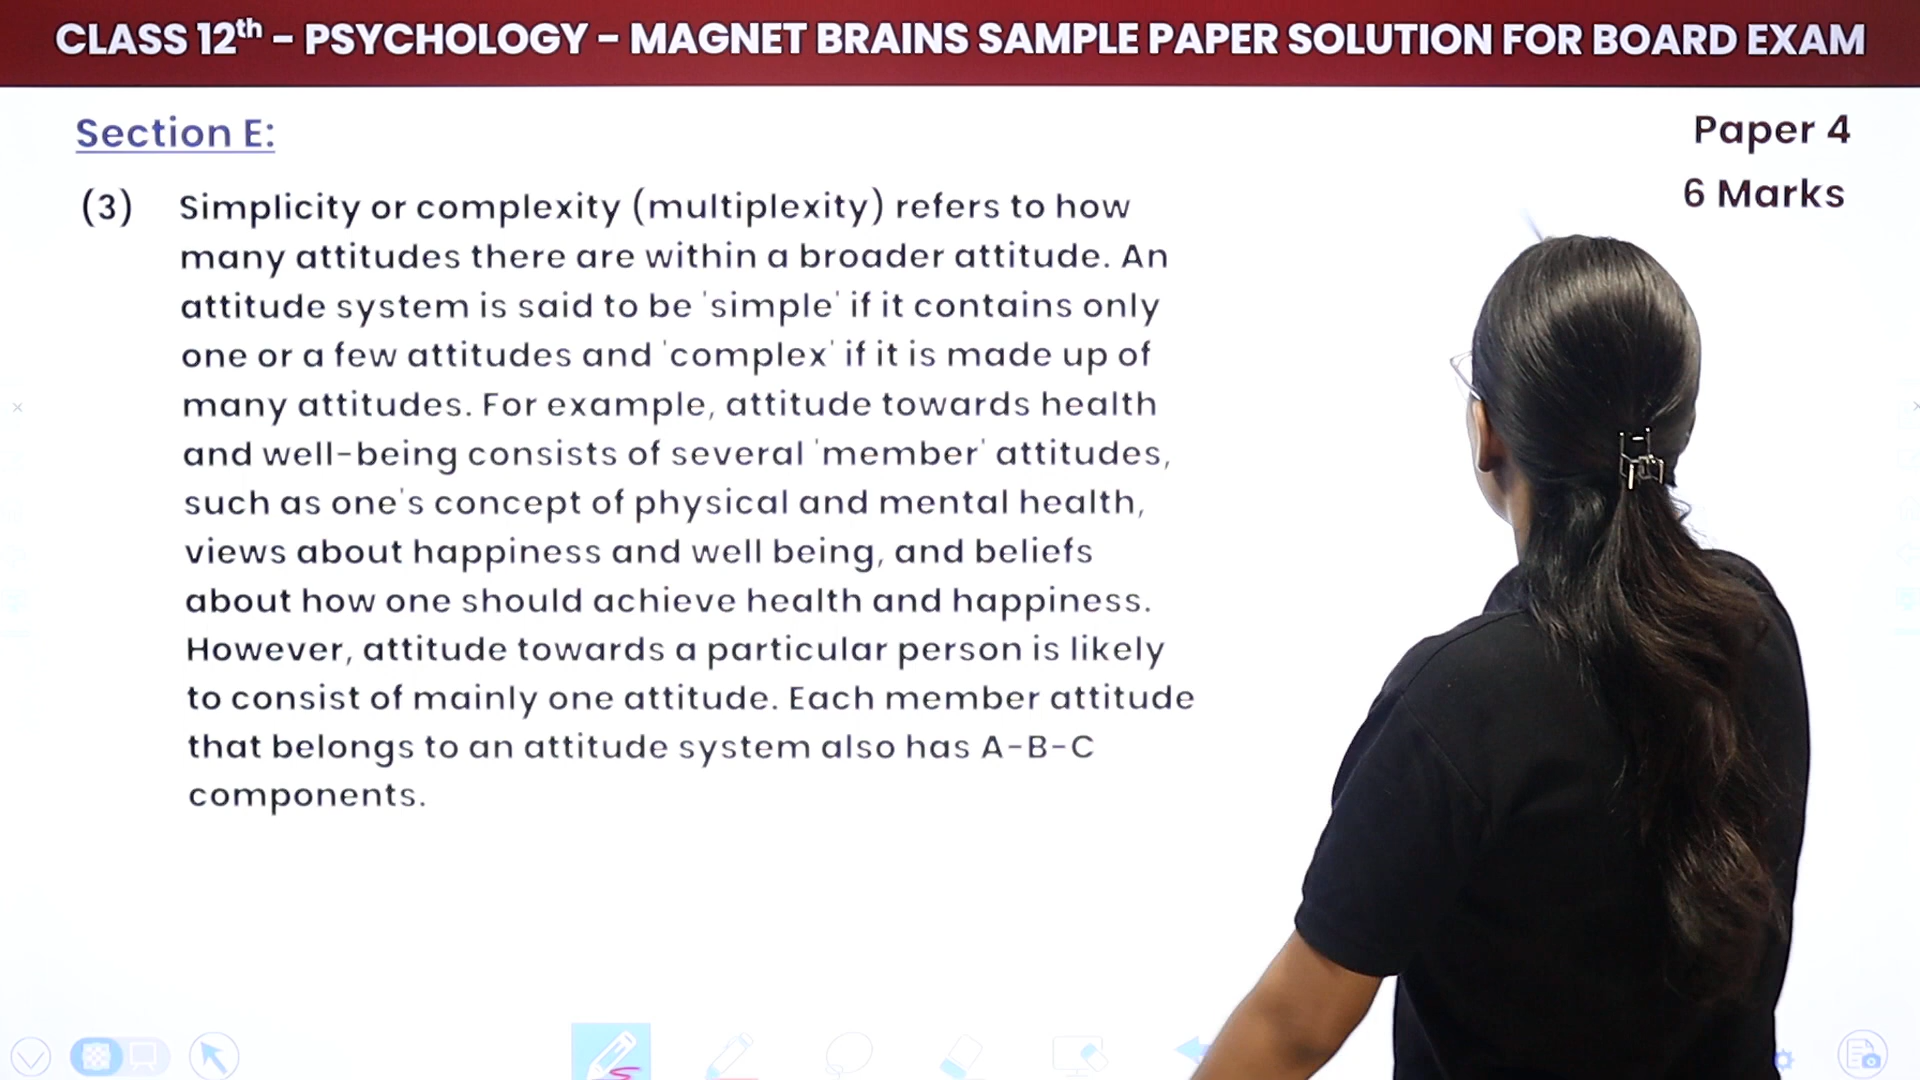 CLASS 12th – PSYCHOLOGY – MAGNET BRAINS SAMPLE PAPER SOLUTION FOR BOARD EXAM
Section E:
Paper 4
6 Marks
(3) Simplicity or complexity (multiplexity) refers to how
many attitudes there are within a broader attitude. An
attitude system is said to be 'simple' if it contains only
one or a few attitudes and 'complex' if it is made up of
many attitudes. For example, attitude towards health
and well-being consists of several 'member' attitudes,
such as one's concept of physical and mental health,
views about happiness and well being, and beliefs
about how one should achieve health and happiness.
However, attitude towards a particular person is likely
to consist of mainly one attitude. Each member attitude
that belongs to an attitude system also has A-B-C
components.